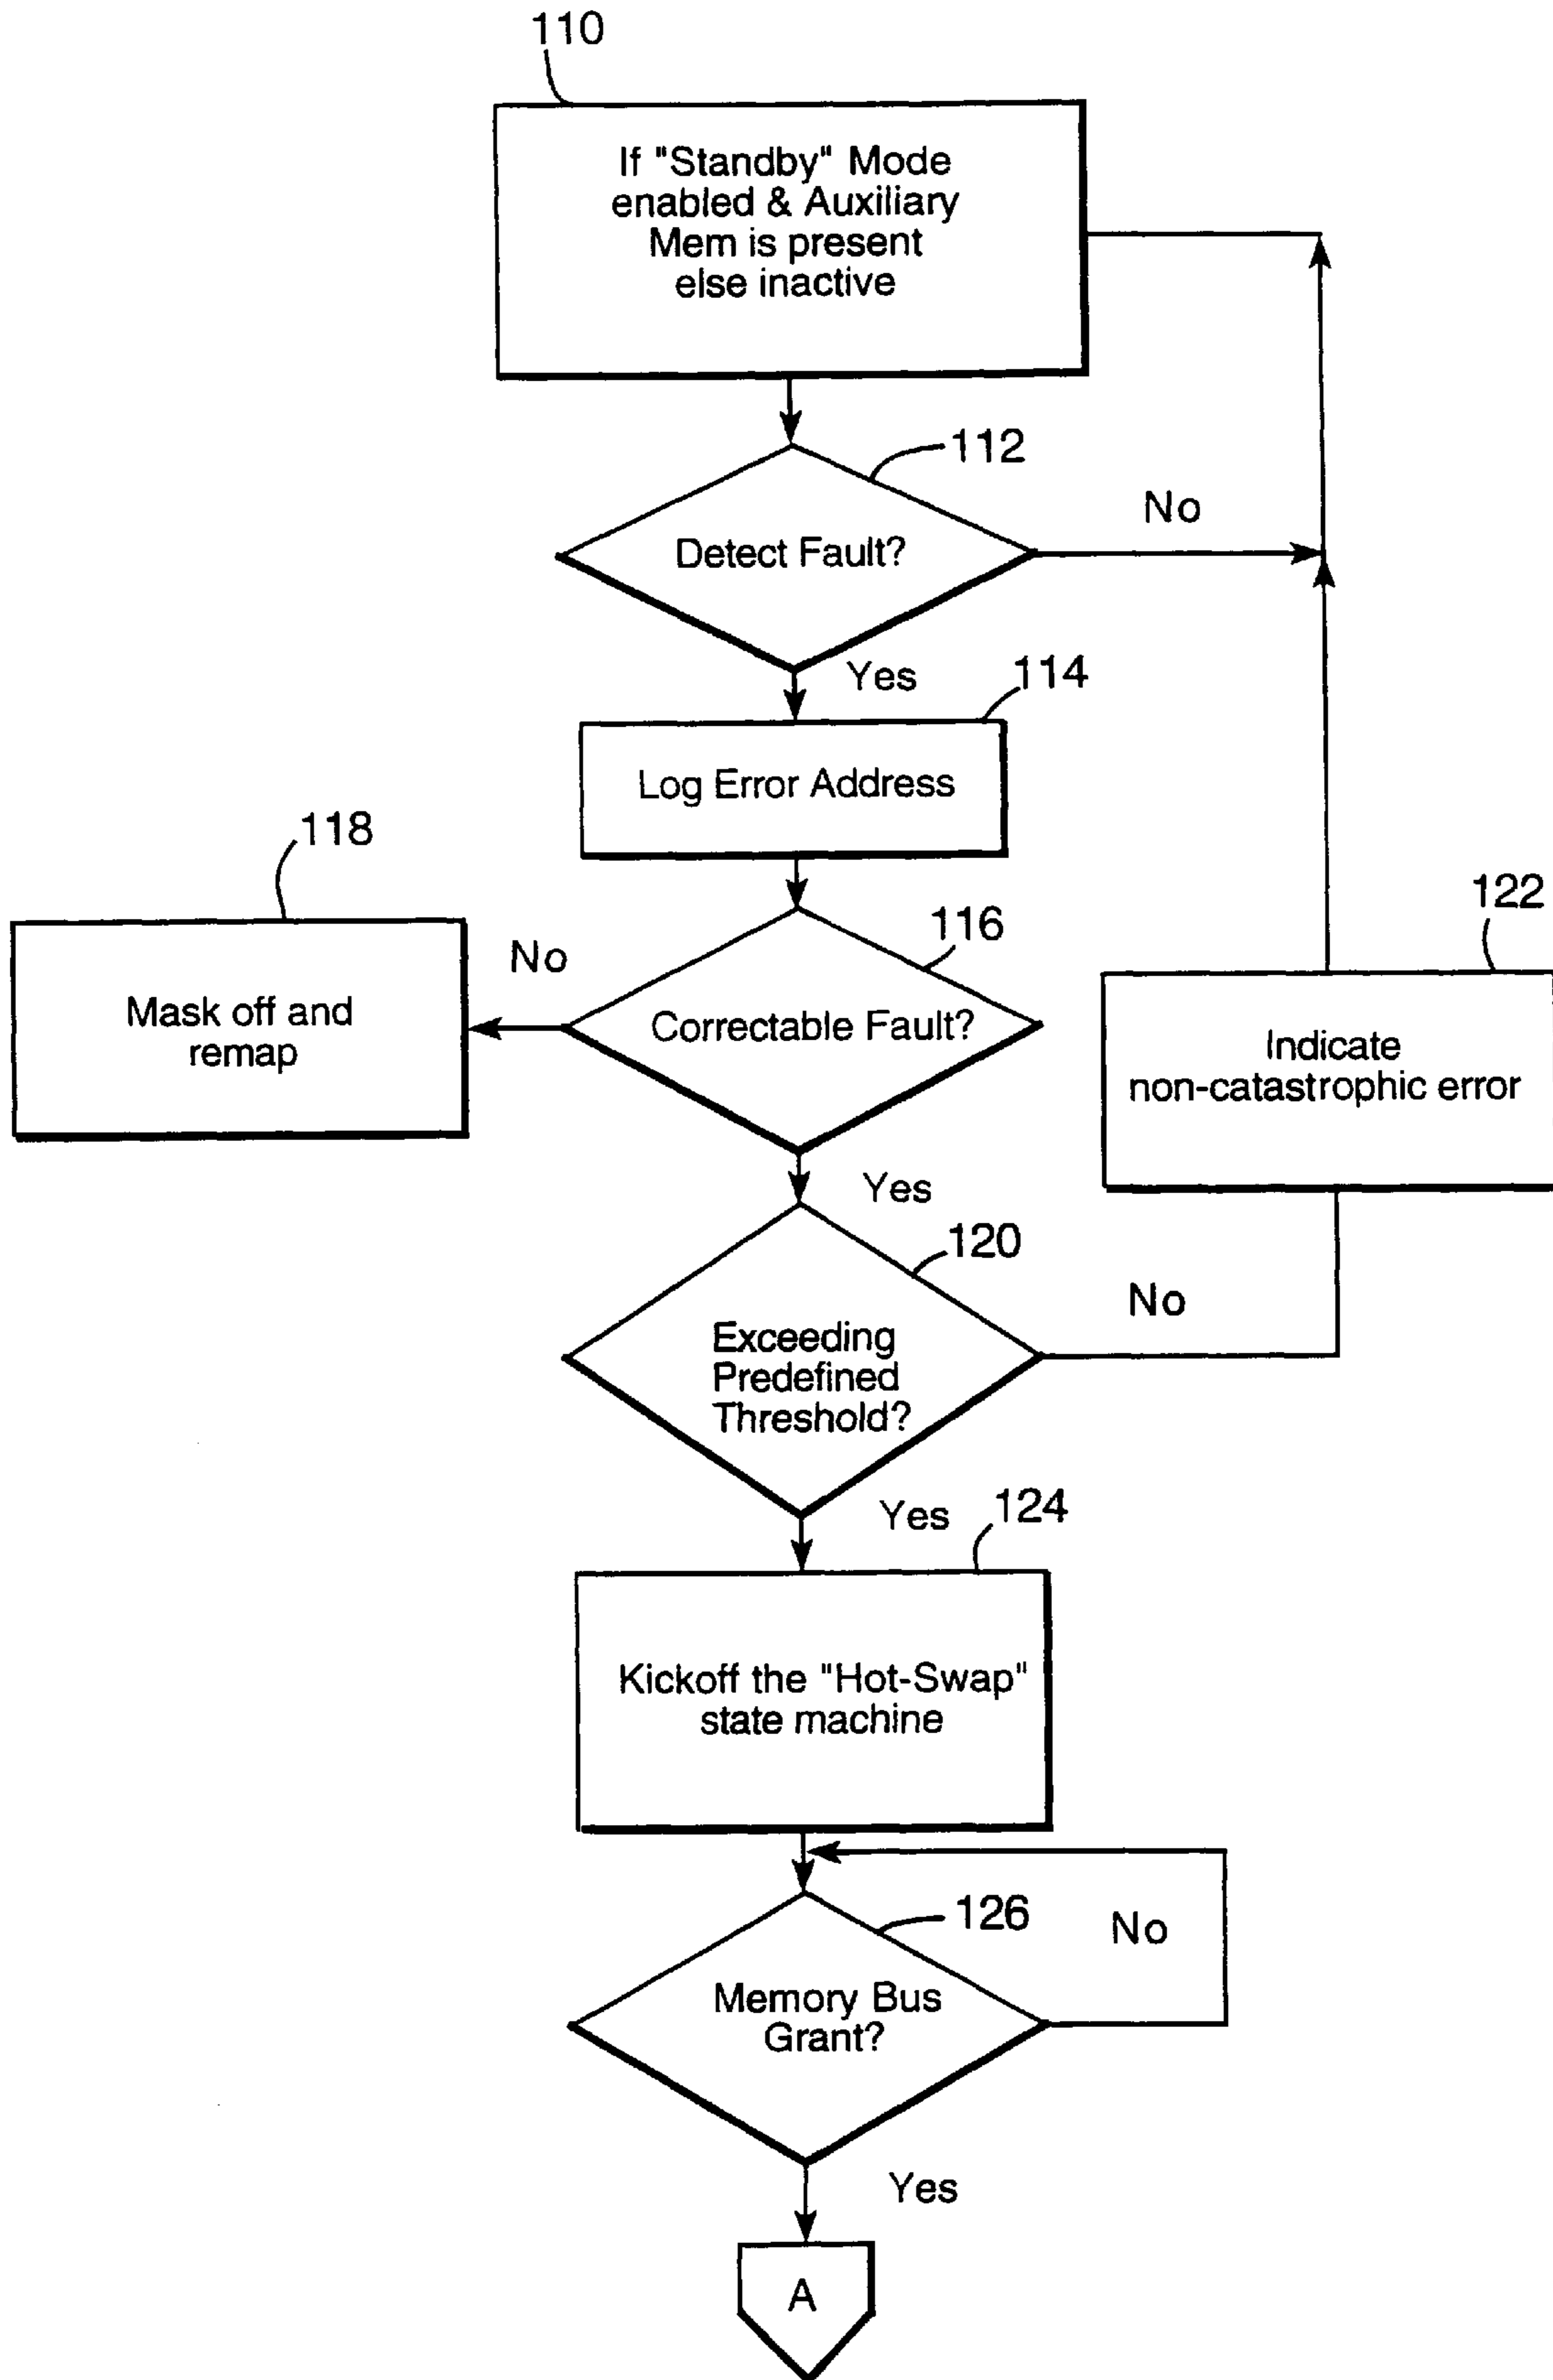 110
If "Standby" Mode
enabled & Auxiliary
Mem is present
else inactive
112
No
Detect Fault?
Yes
114
Log Error Address
118
116
122
No
Mask off and
remap
Correctable Fault?
Indicate
non-catastrophic error
Yes
120
No
Exceeding
Predefined
Threshold?
Yes
124
Kickoff the "Hot-Swap"
state machine
126
No
Memory Bus
Grant?
Yes
A